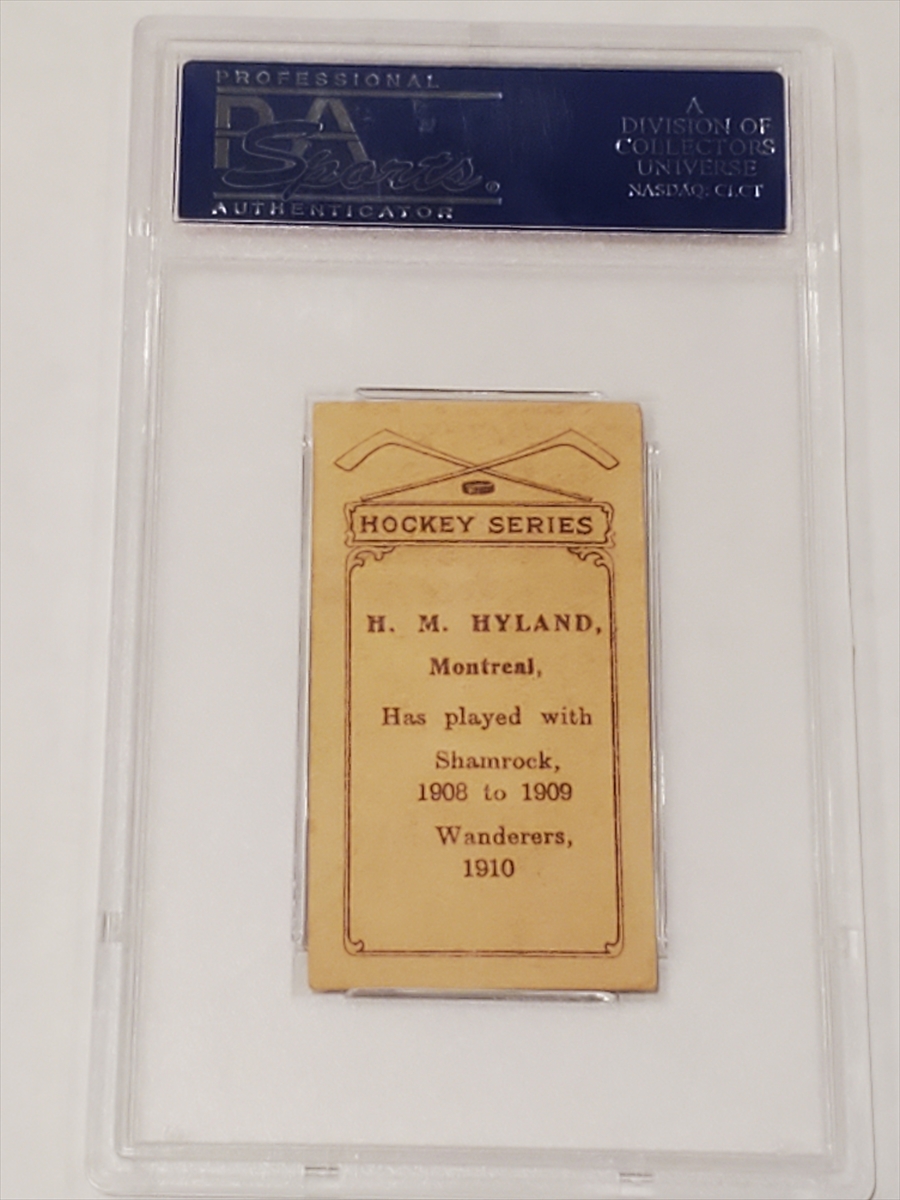 PROFESSIONAL
PSA
Sports
AUTHENTICATOR
A
DIVISION OF
COLLECTORS
UNIVERSE
NASDAQ: CLCT
HOCKEY SERIES
H. M. HYLAND,
Montreal,
Has played with
Shamrock,
1908 to 1909
Wanderers,
1910